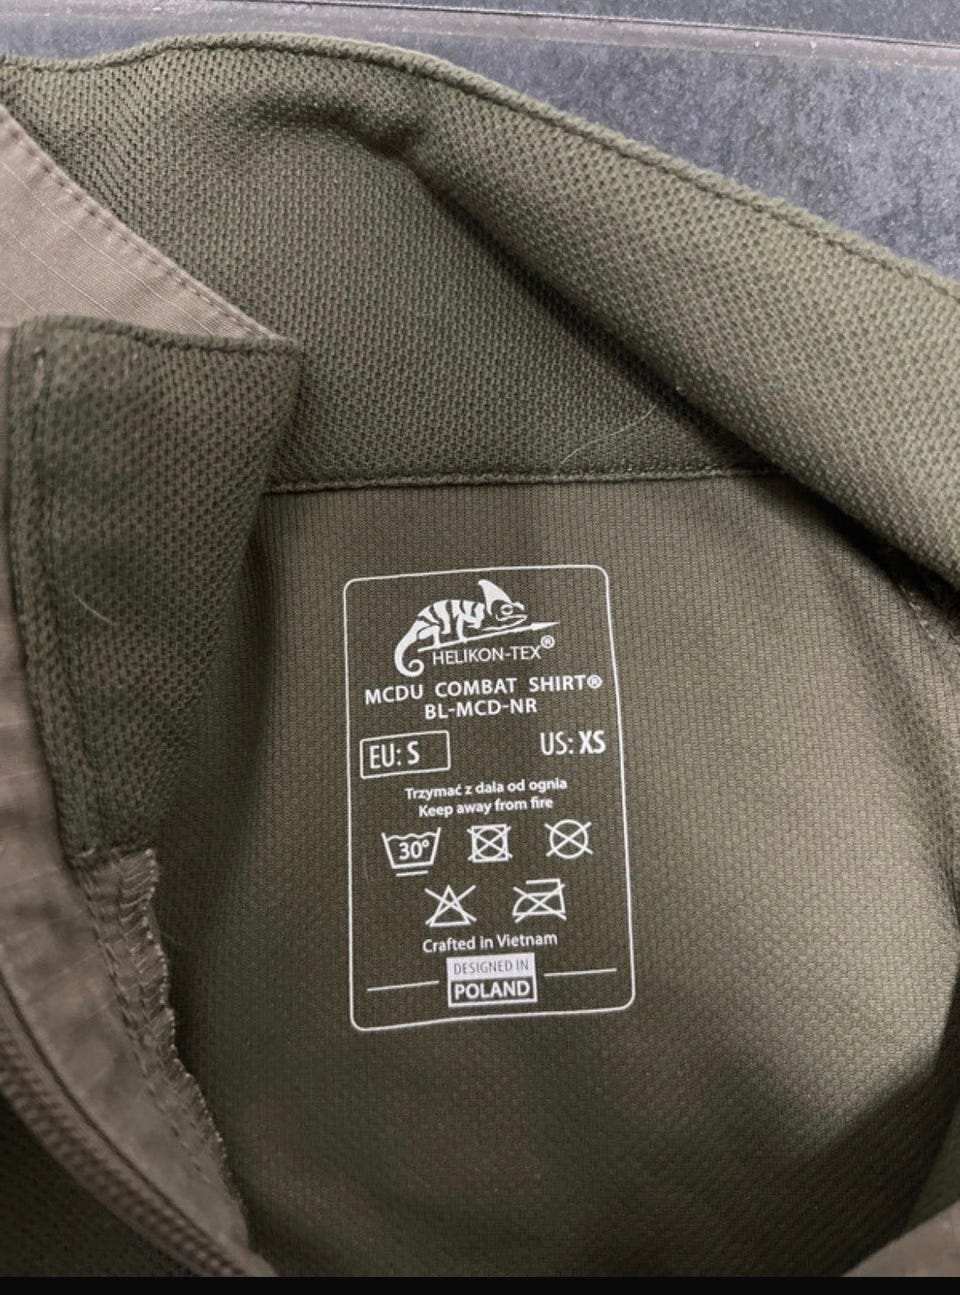 HELIKON-TEX®
MCDU COMBAT SHIRT®
BL-MCD-NR
EU: S US: XS
Trzymać z dala od ognia
Keep away from fire
30°
Crafted in Vietnam
DESIGNED IN
POLAND